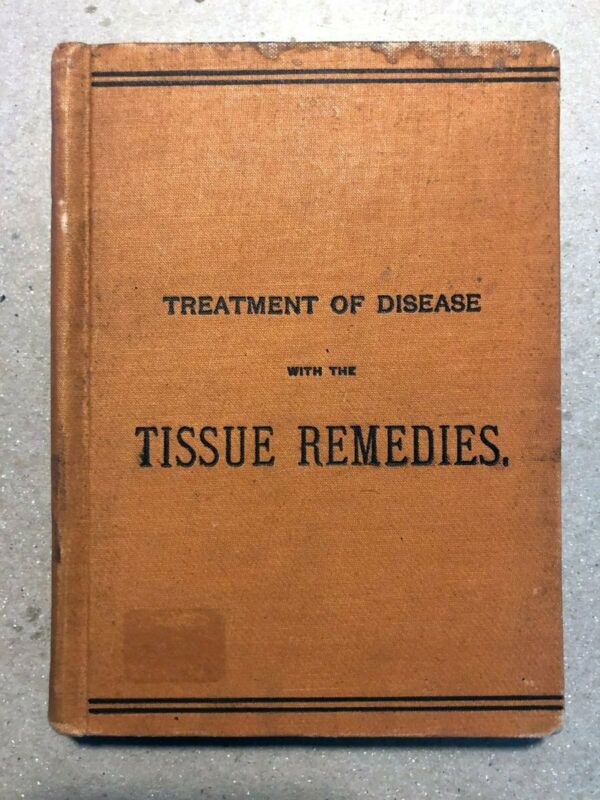 TREATMENT OF DISEASE
WITH THE
TISSUE REMEDIES.